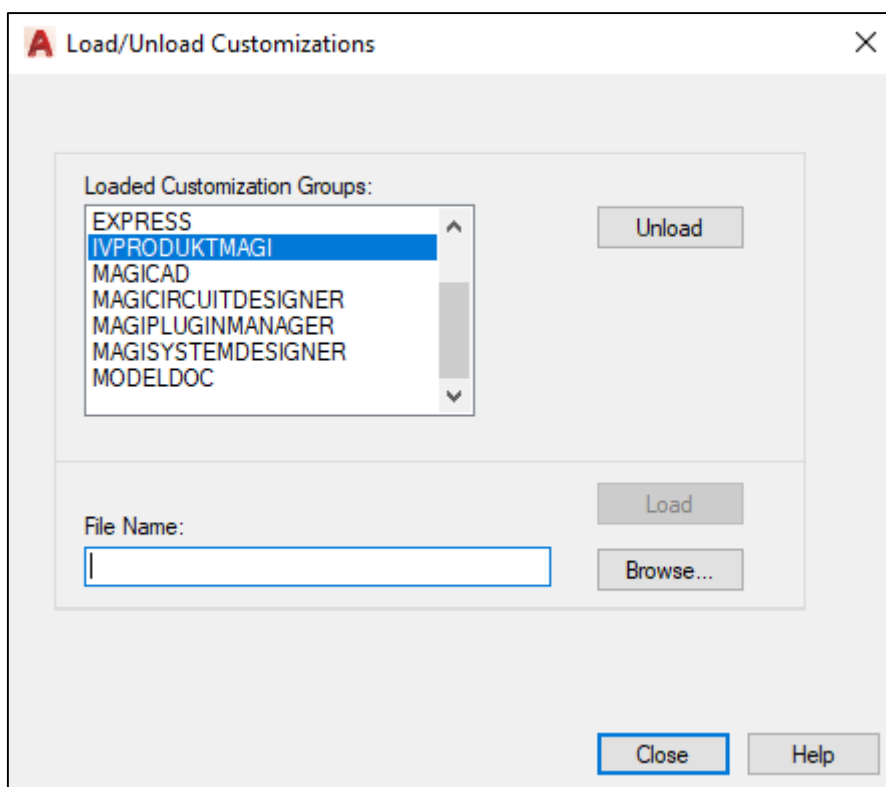 Load/Unload Customizations
Loaded Customization Groups:
EXPRESS
IVPRODUKTMAGI
MAGICAD
MAGICIRCUITDESIGNER
MAGIPLUGINMANAGER
MAGISYSTEMDESIGNER
MODELDOC
Unload
Load
File Name:
Browse...
Close
Help